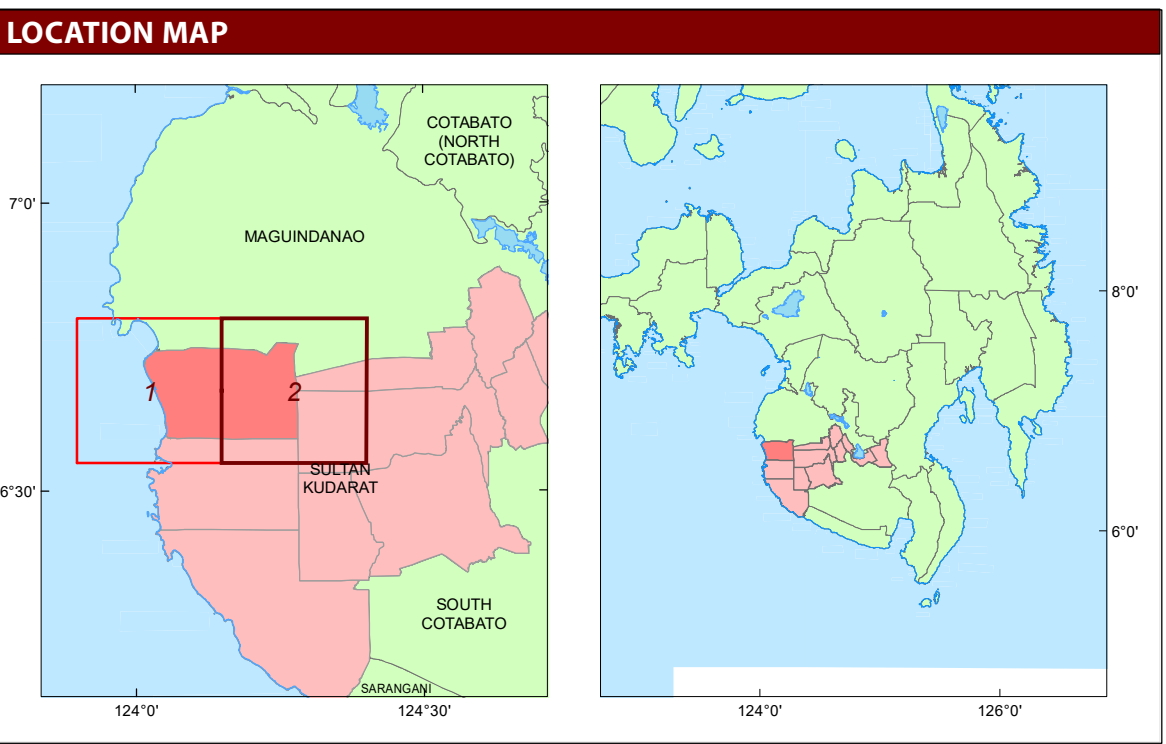 LOCATION MAP
COTABATO
(NORTH
COTABATO)
7°0'
MAGUINDANAO
8°0'
1
2
SULTAN
KUDARAT
6°30'
6°0'
SOUTH
COTABATO
SARANGANI
124°0'
124°30'
124°0'
126°0'